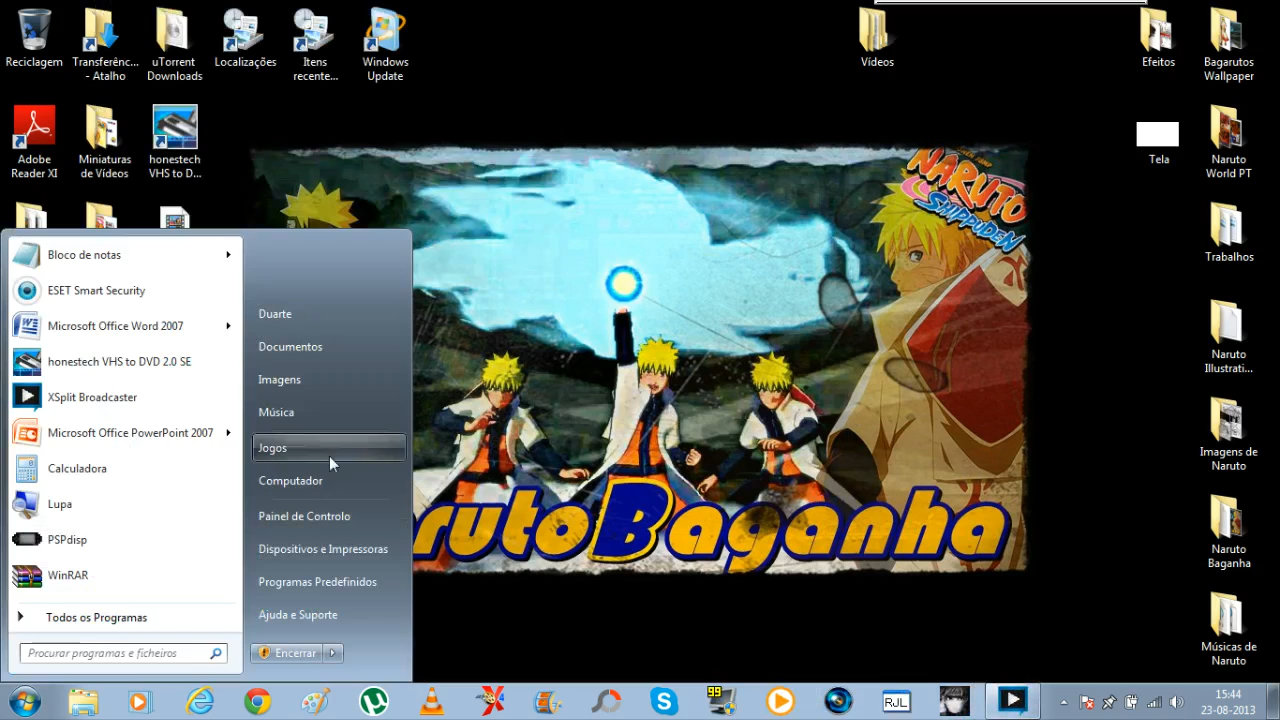 Reciclagem
Transferênc...
- Atalho
uTorrent
Downloads
Localizações
Itens
recente...
Windows
Update
Vídeos
Efeitos
Bagarutos
Wallpaper
Adobe
Reader XI
Miniaturas
de Vídeos
honestech
VHS to D...
Tela
Naruto
World PT
Trabalhos
Naruto
Illustrati...
Imagens de
Naruto
Naruto
Baganha
Músicas de
Naruto
NARUTO
SHIPPUDEN
rutoBaganha
Bloco de notas
ESET Smart Security
Microsoft Office Word 2007
honestech VHS to DVD 2.0 SE
XSplit Broadcaster
Microsoft Office PowerPoint 2007
Calculadora
Lupa
PSPdisp
WinRAR
Todos os Programas
Procurar programas e ficheiros
Duarte
Documentos
Imagens
Música
Jogos
Computador
Painel de Controlo
Dispositivos e Impressoras
Programas Predefinidos
Ajuda e Suporte
Encerrar
99
RJL
15:44
23-08-2013